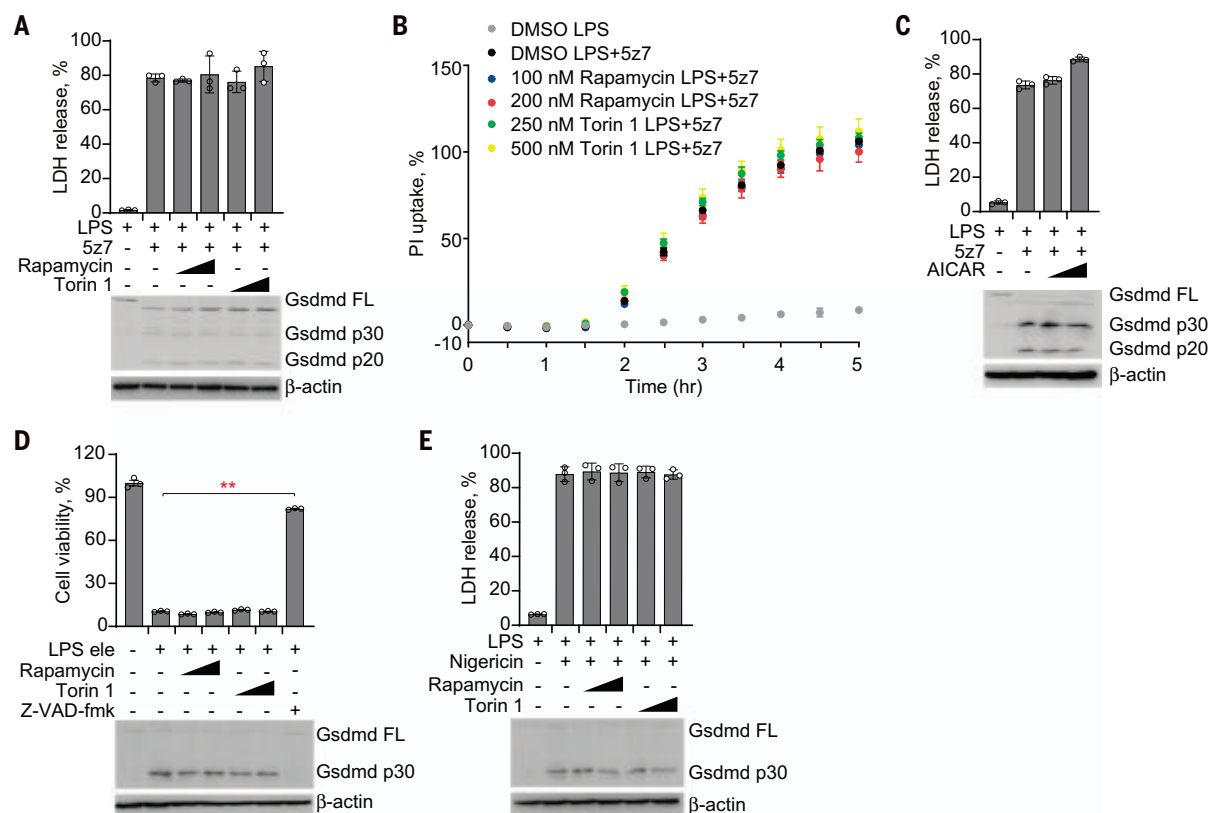 A
LDH release, %
100
80
60
40
20
0
LPS + + + + + +
5z7 - + + + + +
Rapamycin - - - -
Torin 1 - - - -
Gsdmd FL
Gsdmd p30
Gsdmd p20
β-actin
B
DMSO LPS
DMSO LPS+5z7
100 nM Rapamycin LPS+5z7
200 nM Rapamycin LPS+5z7
250 nM Torin 1 LPS+5z7
500 nM Torin 1 LPS+5z7
PI uptake, %
150
100
50
0
-10
0 1 2 3 4 5
Time (hr)
C
LDH release, %
100
80
60
40
20
0
LPS + + + +
5z7 - + + +
AICAR - -
Gsdmd FL
Gsdmd p30
Gsdmd p20
β-actin
D
Cell viability, %
120
90
60
30
0
**
LPS ele - + + + + + +
Rapamycin - - - - -
Torin 1 - - - - -
Z-VAD-fmk - - - - - - +
Gsdmd FL
Gsdmd p30
β-actin
E
LDH release, %
100
80
60
40
20
0
LPS + + + + + +
Nigericin - + + + + +
Rapamycin - - - -
Torin 1 - - - -
Gsdmd FL
Gsdmd p30
β-actin